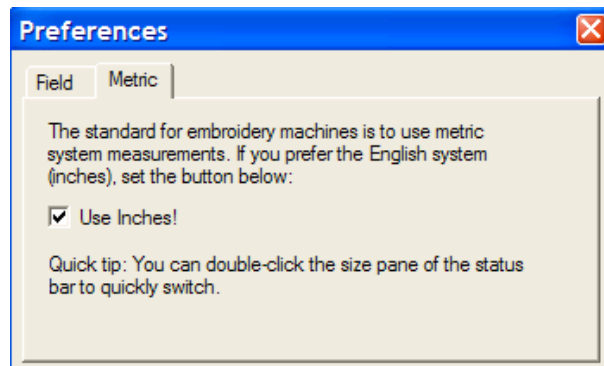 Preferences
Field
Metric
The standard for embroidery machines is to use metric
system measurements. If you prefer the English system
(inches), set the button below:
Use Inches!
Quick tip: You can double-click the size pane of the status
bar to quickly switch.